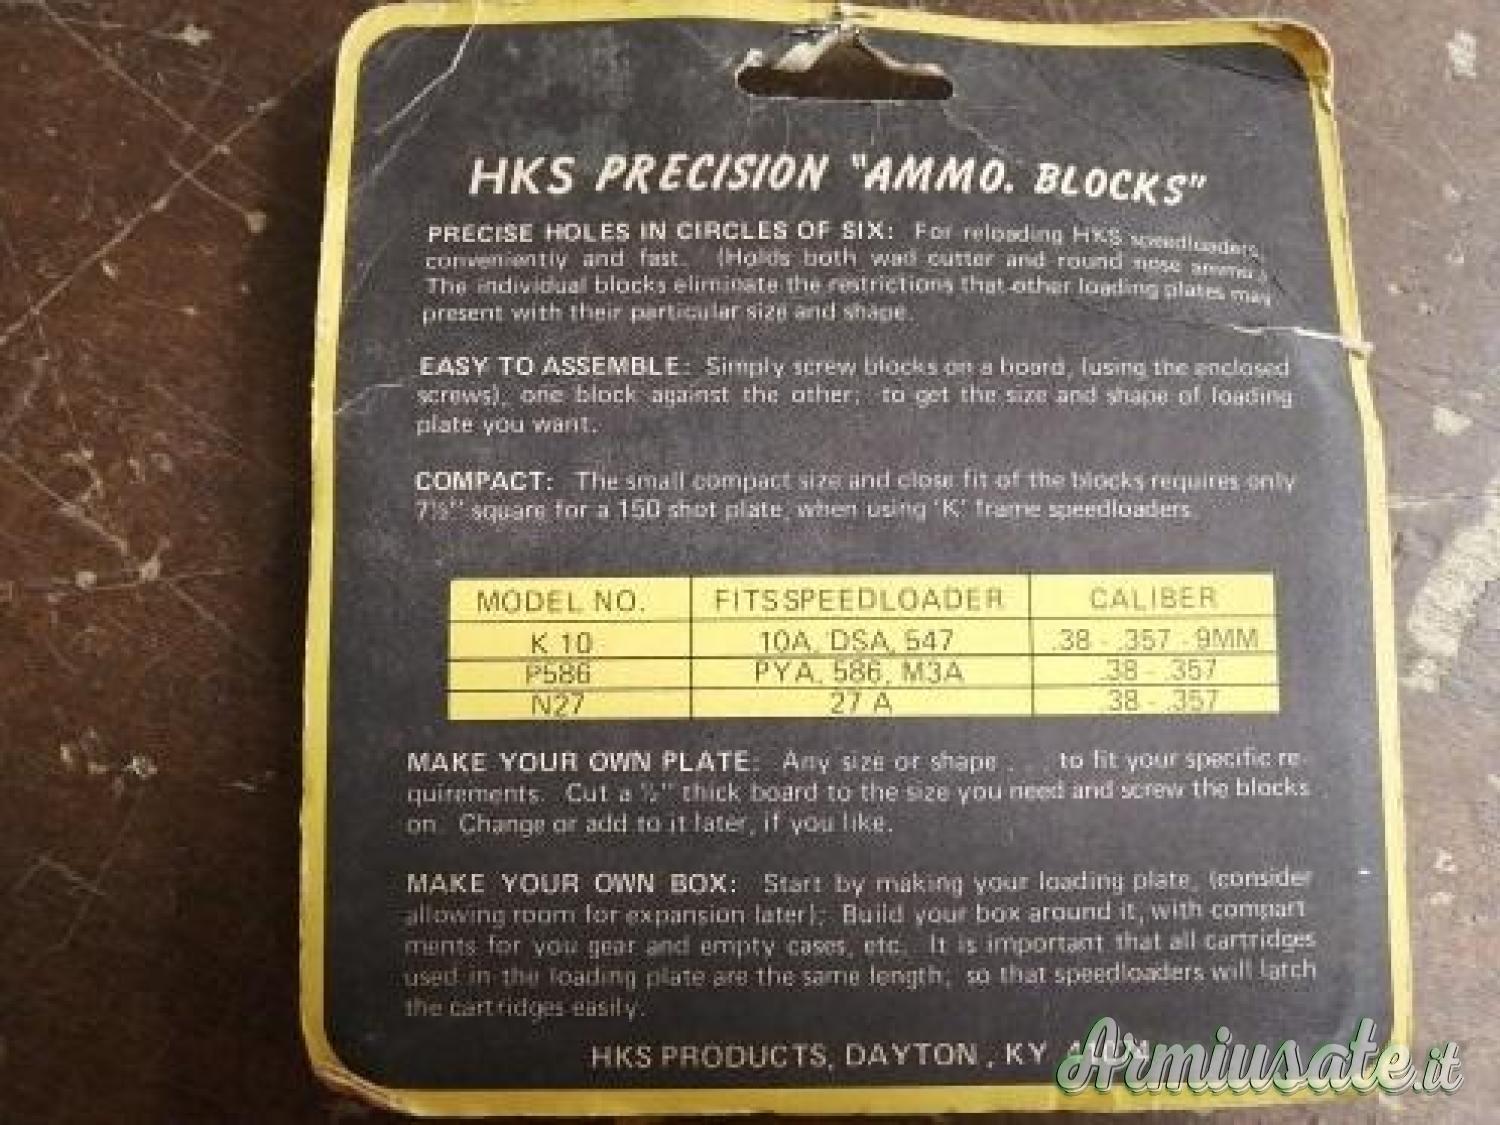 HKS PRECISION "AMMO. BLOCKS"
PRECISE HOLES IN CIRCLES OF SIX: For reloading HKS speedloaders,
conveniently and fast. (Holds both wad cutter and round nose ammo.)
The individual blocks eliminate the restrictions that other loading plates may
present with their particular size and shape.
EASY TO ASSEMBLE: Simply screw blocks on a board, (using the enclosed
screws); one block against the other; to get the size and shape of loading
plate you want.
COMPACT: The small compact size and close fit of the blocks requires only
7½" square for a 150 shot plate, when using 'K' frame speedloaders.
MODEL NO. FITS SPEEDLOADER CALIBER
K 10 10A, DSA, 547 .38 - .357 - 9MM
P586 PYA, 586, M3A .38 - .357
N27 27 A .38 - .357
MAKE YOUR OWN PLATE: Any size or shape . . . to fit your specific re-
quirements. Cut a ½" thick board to the size you need and screw the blocks
on. Change or add to it later, if you like.
MAKE YOUR OWN BOX: Start by making your loading plate, (consider
allowing room for expansion later); Build your box around it, with compart-
ments for you gear and empty cases, etc. It is important that all cartridges
used in the loading plate are the same length, so that speedloaders will latch
the cartridges easily.
HKS PRODUCTS, DAYTON, KY
Armiusate.it